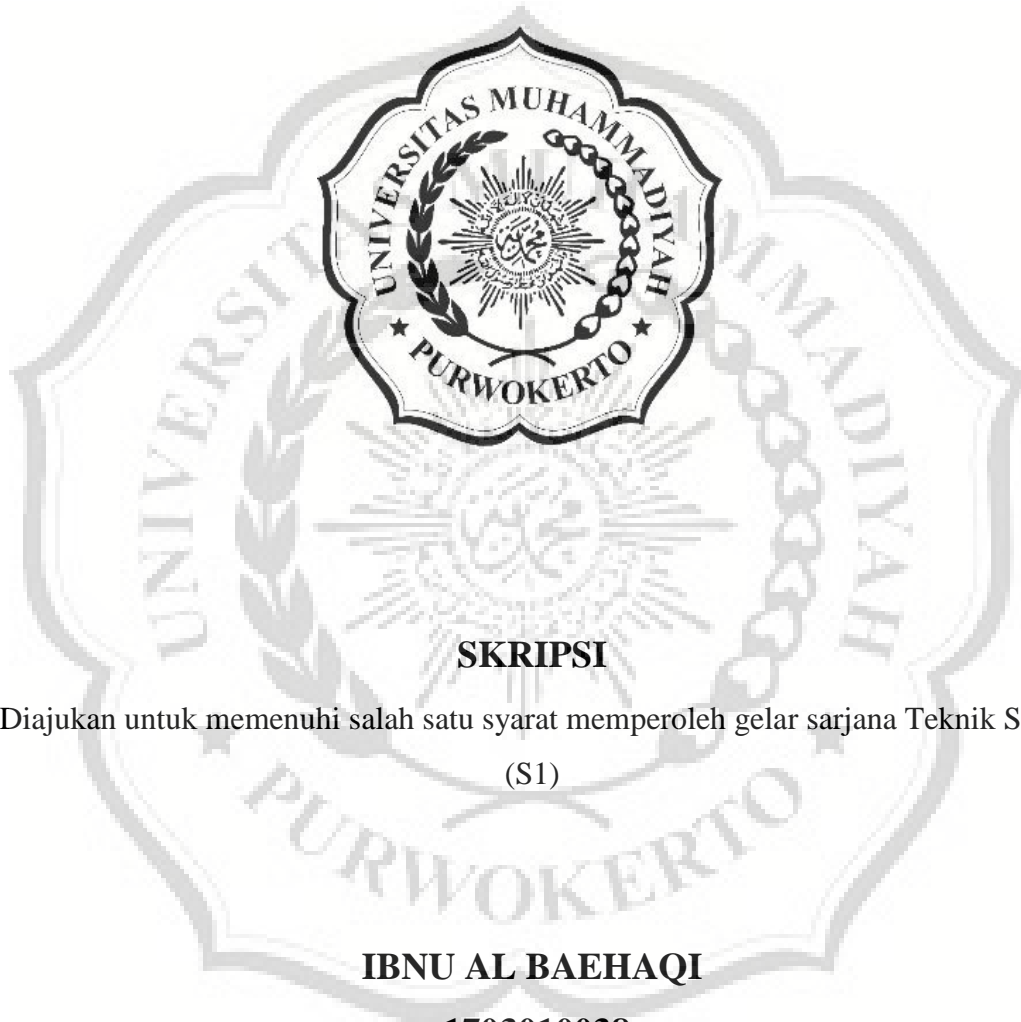 UNIVERSITAS MUHAMMADIYAH
PURWOKERTO
SKRIPSI
Diajukan untuk memenuhi salah satu syarat memperoleh gelar sarjana Teknik S
(S1)
IBNU AL BAEHAQI